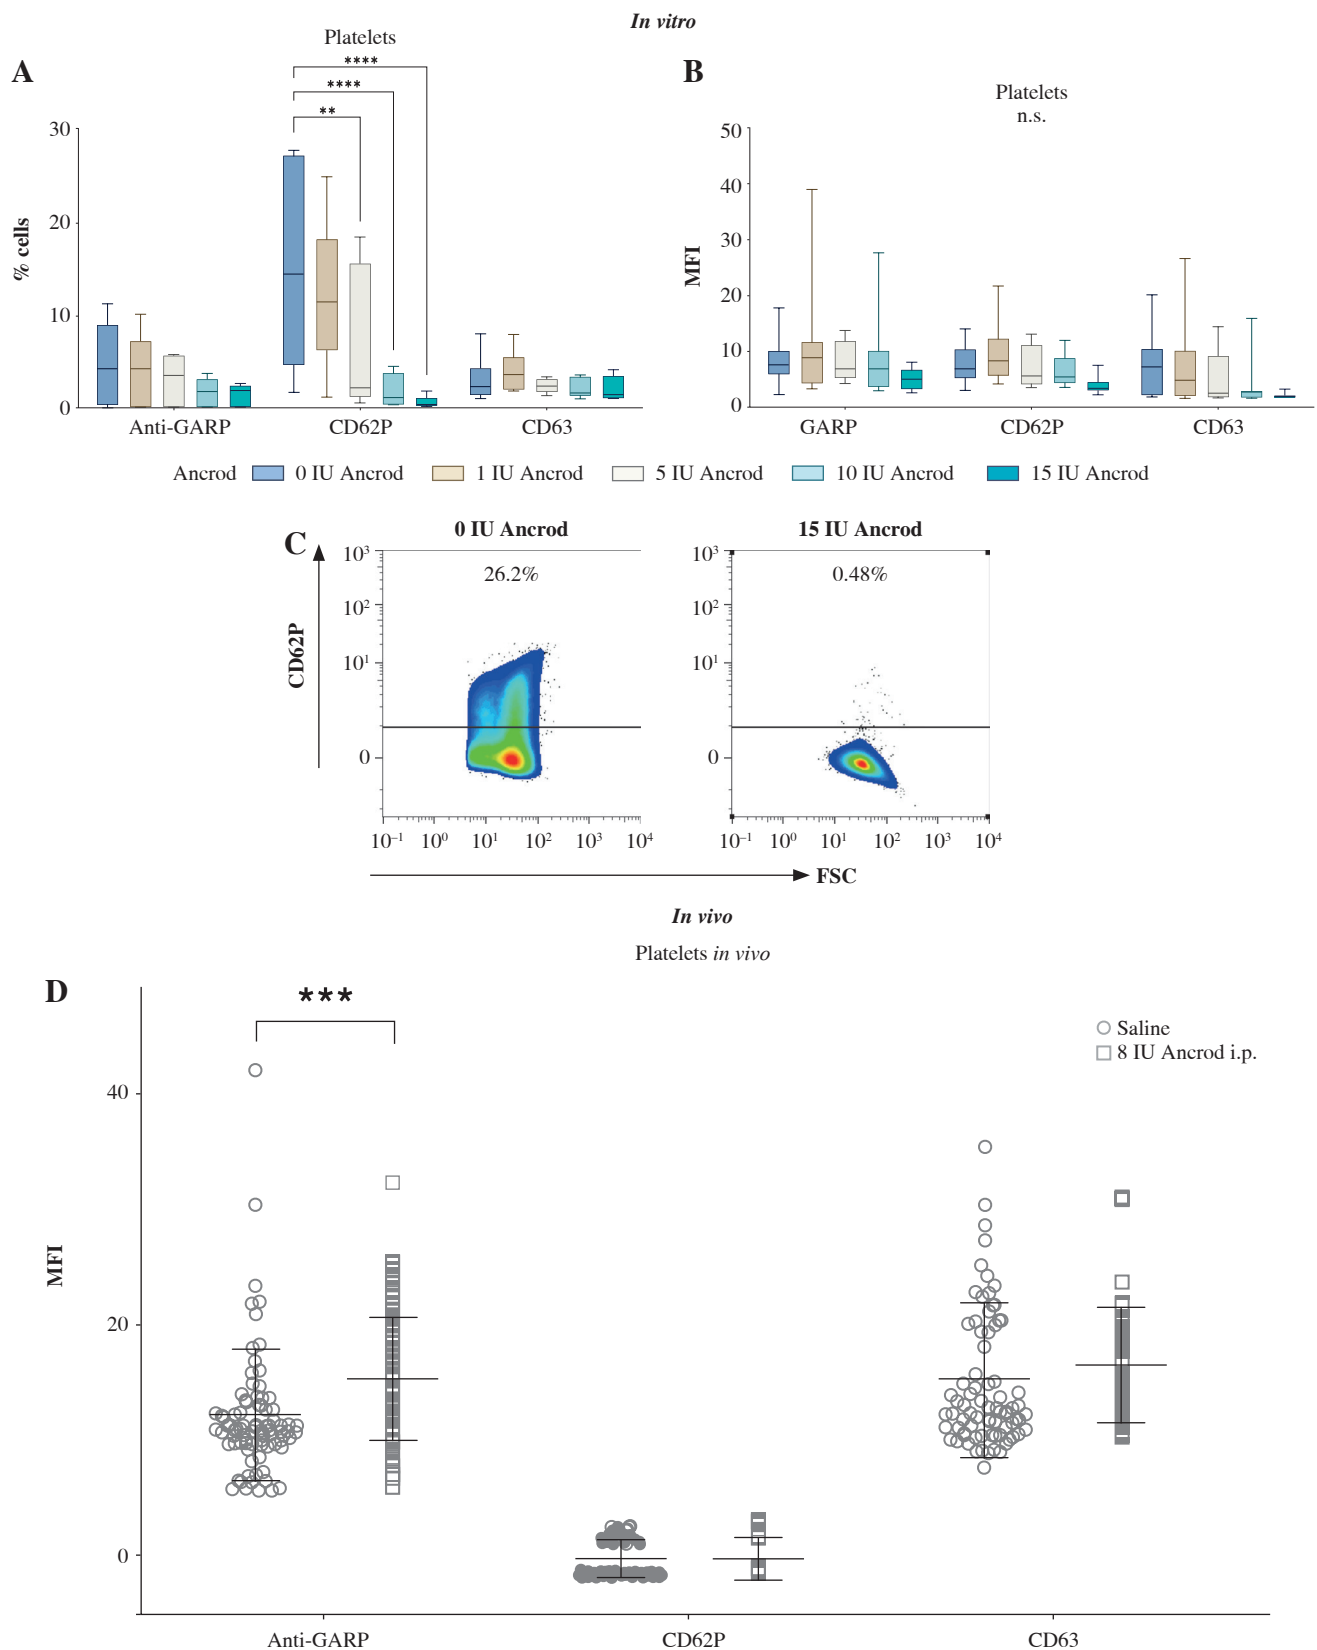 In vitro
A
Platelets
****
****
**
30
20
10
0
% cells
Anti-GARP
CD62P
CD63
B
Platelets
n.s.
50
40
30
20
10
0
MFI
GARP
CD62P
CD63
Ancrod
0 IU Ancrod
1 IU Ancrod
5 IU Ancrod
10 IU Ancrod
15 IU Ancrod
C
0 IU Ancrod
15 IU Ancrod
CD62P
10³
10²
10¹
0
26.2%
10⁻¹ 10⁰ 10¹ 10² 10³ 10⁴
10³
10²
10¹
0
0.48%
10⁻¹ 10⁰ 10¹ 10² 10³ 10⁴
FSC
In vivo
Platelets in vivo
D
***
Saline
8 IU Ancrod i.p.
40
20
0
MFI
Anti-GARP
CD62P
CD63